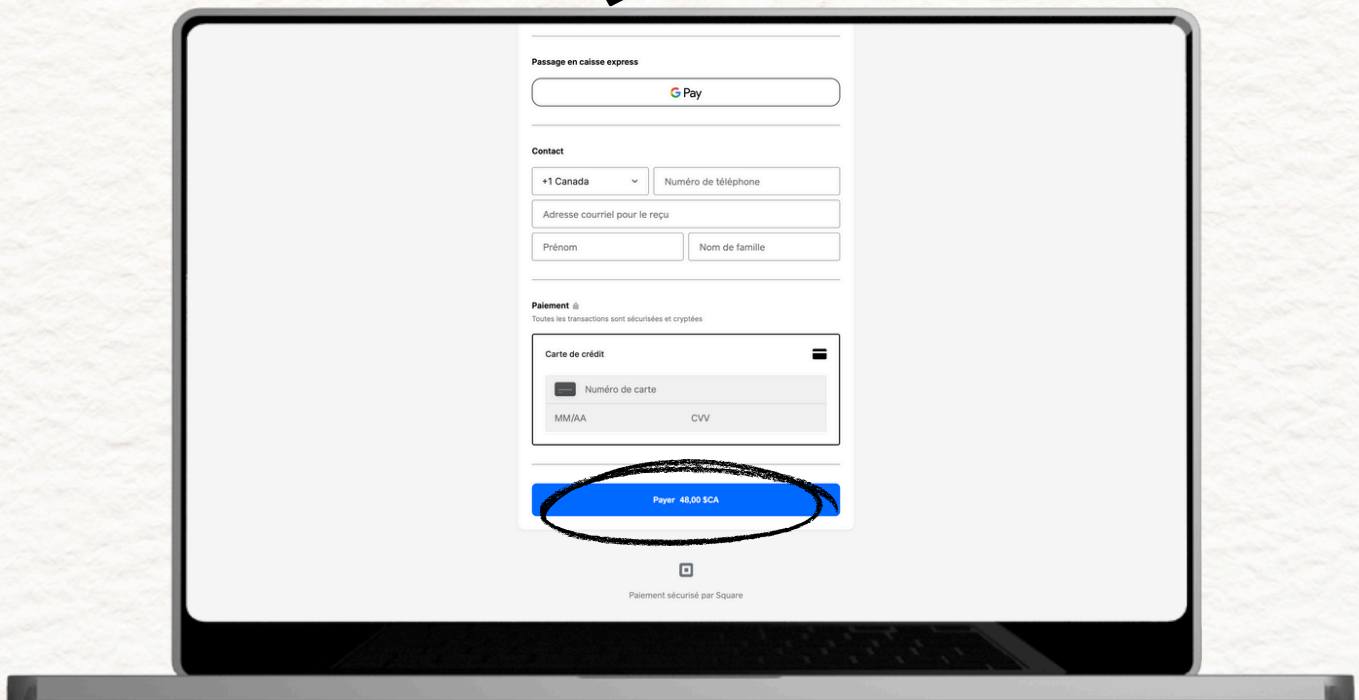 Passage en caisse express
G Pay
Contact
+1 Canada
Numéro de téléphone
Adresse courriel pour le reçu
Prénom
Nom de famille
Paiement
Toutes les transactions sont sécurisées et cryptées
Carte de crédit
Numéro de carte
MM/AA
CVV
Payer 48,00 $CA
Paiement sécurisé par Square